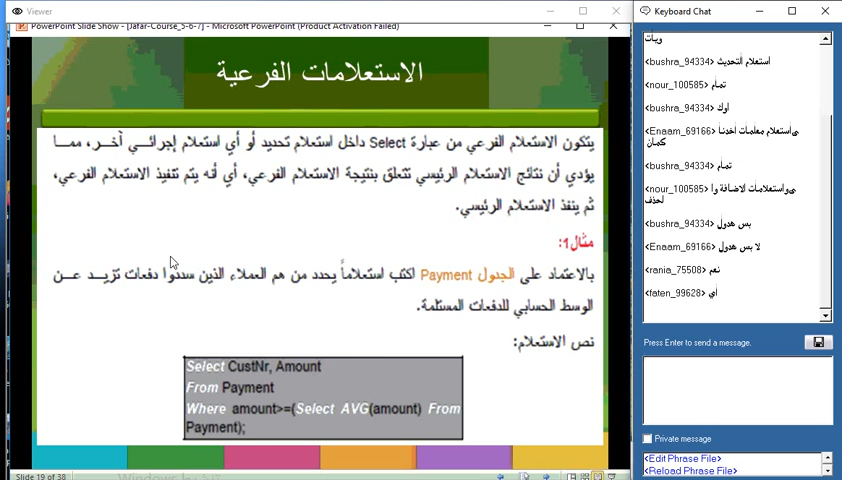 Viewer
PowerPoint Slide Show - [Jafar-Course_5-6-7] - Microsoft PowerPoint (Product Activation Failed)
الاستعلامات الفرعية
يتكون الاستعلام الفرعي من عبارة Select داخل استعلام تحديد أو أي استعلام إجرائي آخر، مما
يؤدي أن نتائج الاستعلام الرئيسي تتعلق بنتيجة الاستعلام الفرعي، أي أنه يتم تنفيذ الاستعلام الفرعي،
ثم ينفذ الاستعلام الرئيسي.
مثال1:
بالاعتماد على الجدول Payment اكتب استعلاماً يحدد من هم العملاء الذين سددوا دفعات تزيد عن
الوسط الحسابي للدفعات المستلمة.
نص الاستعلام:
Select CustNr, Amount
From Payment
Where amount>=(Select AVG(amount) From
Payment);
Slide 19 of 38
Keyboard Chat
وبات
<bushra_94334> استعلام التحديث
<nour_100585> تمام
<bushra_94334> اوك
<Enaam_69166> ى استعلام معلمات اخدنا
كمان
<bushra_94334> تمام
<nour_100585> ى واستعلامات الاضافة وا
لحذف
<bushra_94334> بس هدول
<Enaam_69166> لا بس هدول
<rania_75508> نعم
<faten_99628> أي
Press Enter to send a message.
Private message
<Edit Phrase File>
<Reload Phrase File>